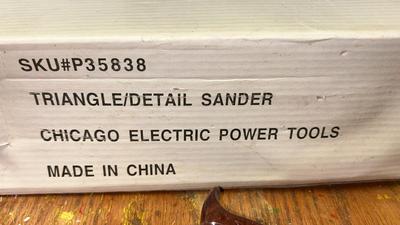 SKU#P35838
TRIANGLE/DETAIL SANDER
CHICAGO ELECTRIC POWER TOOLS
MADE IN CHINA